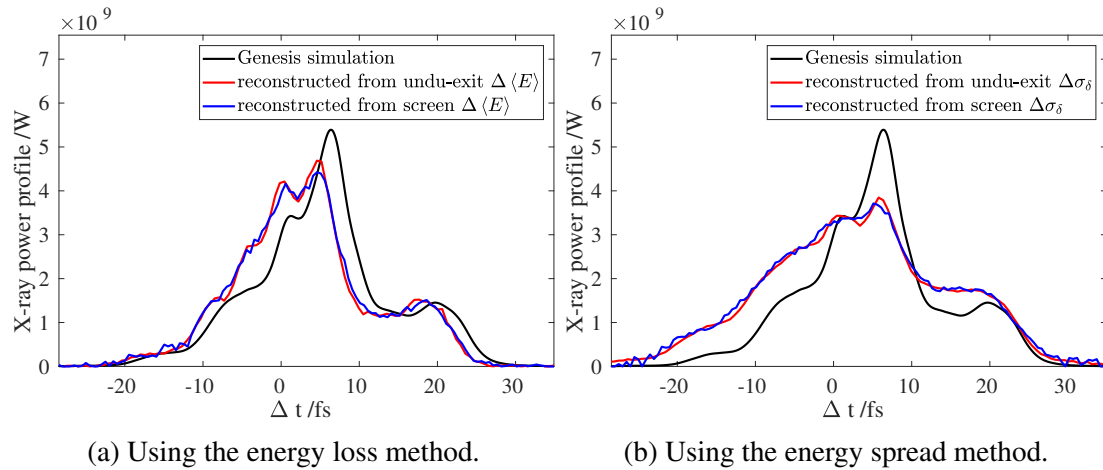 ×10⁹
7
6
5
4
3
2
1
0
X-ray power profile /W
Genesis simulation
reconstructed from undu-exit Δ ⟨E⟩
reconstructed from screen Δ ⟨E⟩
-20 -10 0 10 20 30
Δ t /fs
(a) Using the energy loss method.
×10⁹
7
6
5
4
3
2
1
0
X-ray power profile /W
Genesis simulation
reconstructed from undu-exit Δσ_δ
reconstructed from screen Δσ_δ
-20 -10 0 10 20 30
Δ t /fs
(b) Using the energy spread method.